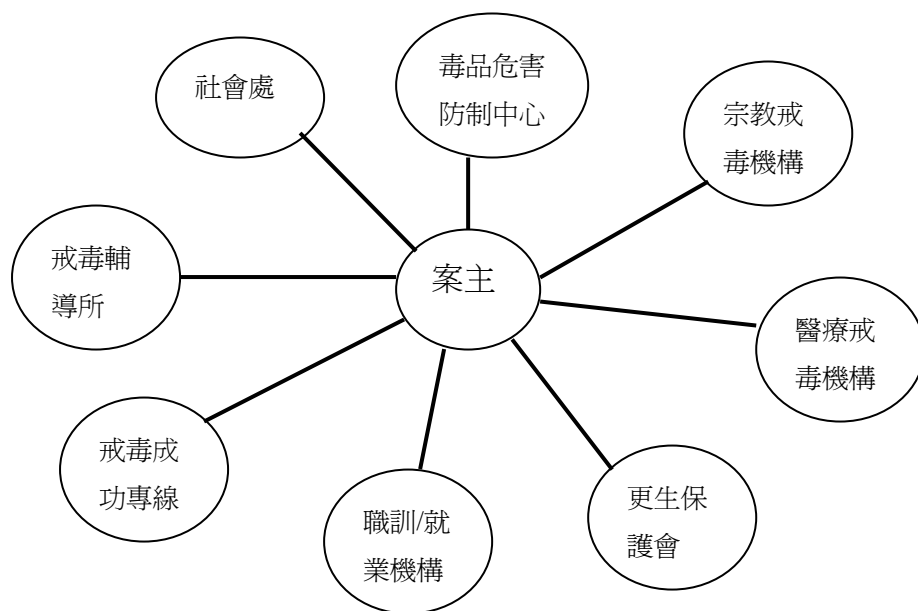 社會處
毒品危害
防制中心
宗教戒
毒機構
戒毒輔
導所
案主
醫療戒
毒機構
戒毒成
功專線
職訓/就
業機構
更生保
護會